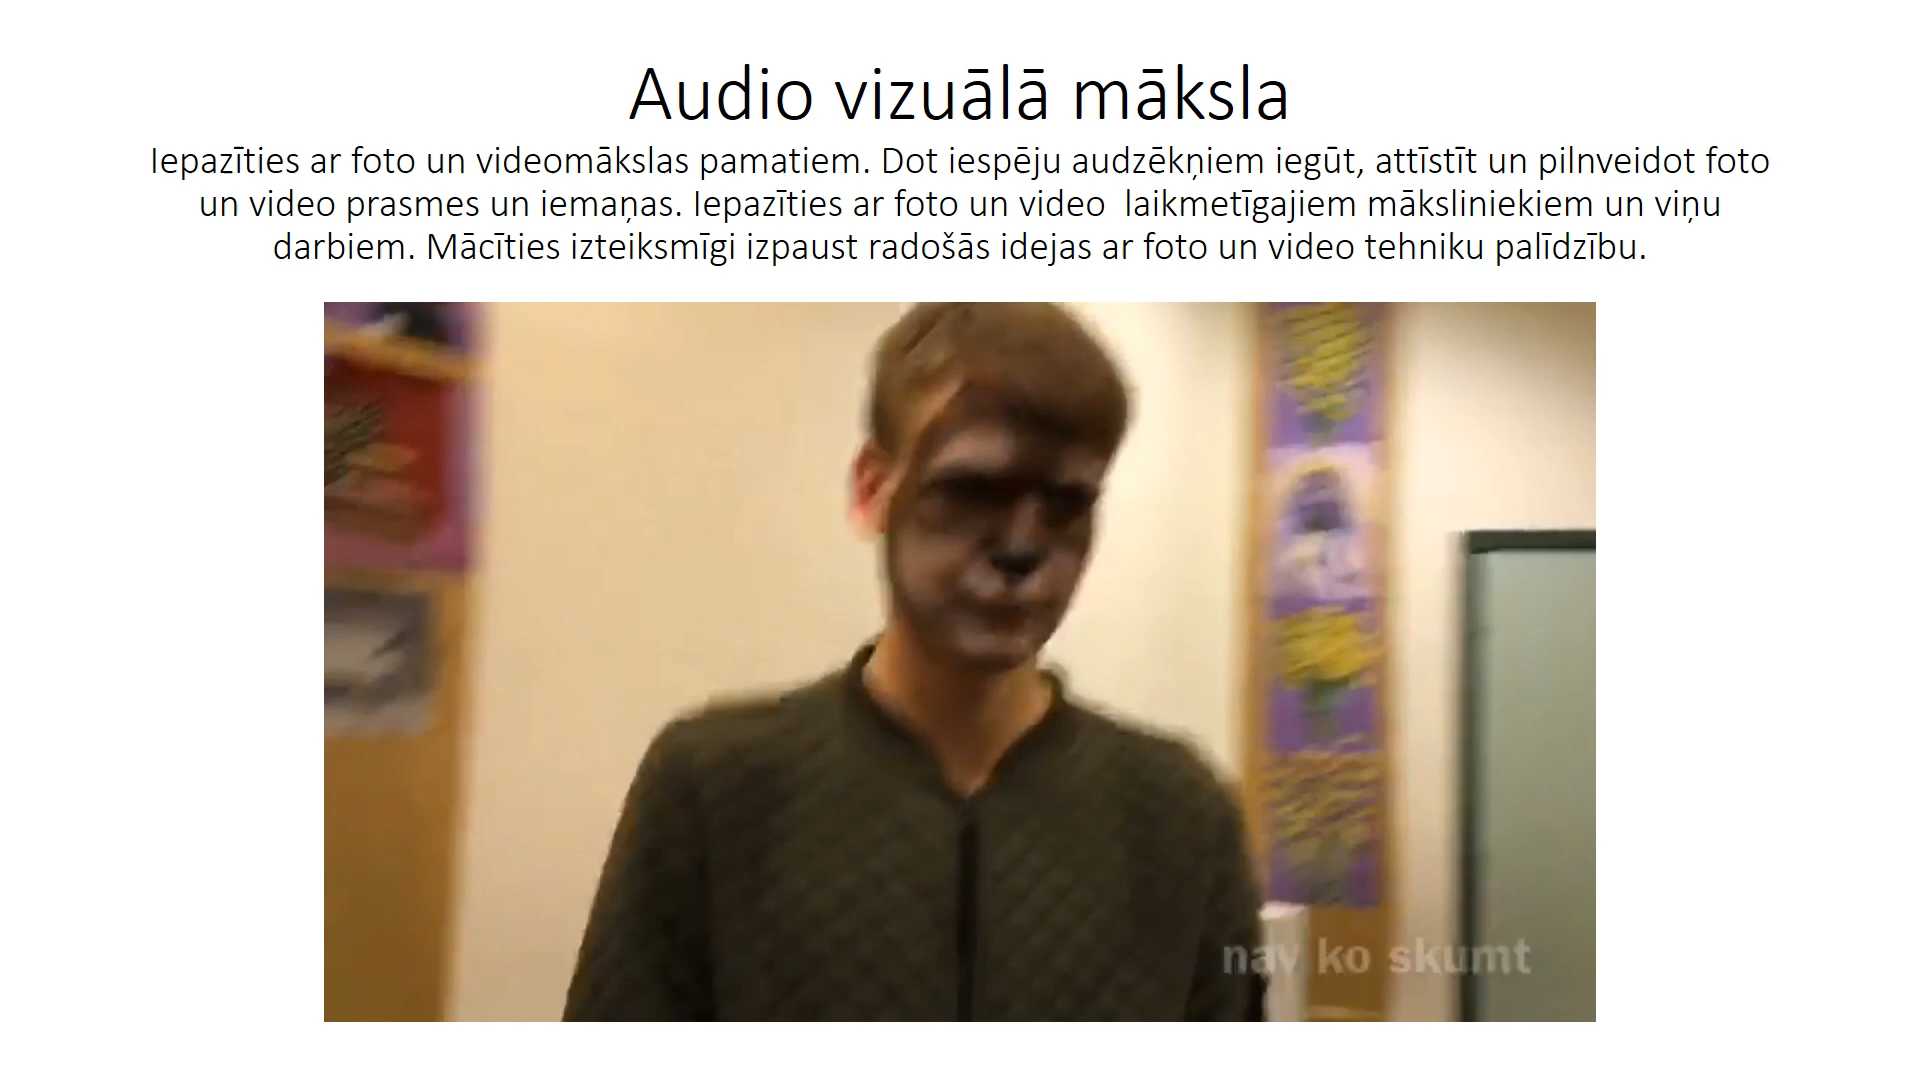 Audio vizuālā māksla
Iepazīties ar foto un videomākslas pamatiem. Dot iespēju audzēkņiem iegūt, attīstīt un pilnveidot foto
un video prasmes un iemaņas. Iepazīties ar foto un video  laikmetīgajiem māksliniekiem un viņu
darbiem. Mācīties izteiksmīgi izpaust radošās idejas ar foto un video tehniku palīdzību.
nav ko skumt